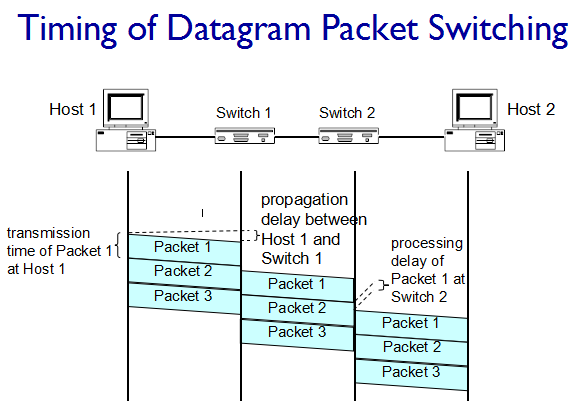 Timing of Datagram Packet Switching
Host 1
Switch 1
Switch 2
Host 2
propagation
delay between
Host 1 and
Switch 1
transmission
time of Packet 1
at Host 1
processing
delay of
Packet 1 at
Switch 2
Packet 1
Packet 2
Packet 3
Packet 1
Packet 2
Packet 3
Packet 1
Packet 2
Packet 3